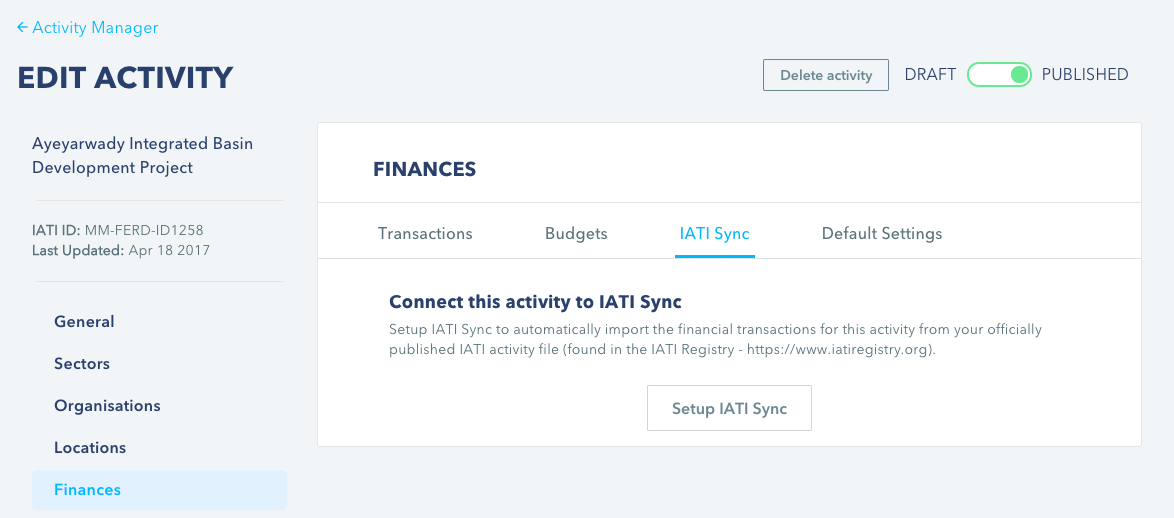 ← Activity Manager
EDIT ACTIVITY
Delete activity
DRAFT
PUBLISHED
Ayeyarwady Integrated Basin
Development Project
IATI ID: MM-FERD-ID1258
Last Updated: Apr 18 2017
General
Sectors
Organisations
Locations
Finances
FINANCES
Transactions
Budgets
IATI Sync
Default Settings
Connect this activity to IATI Sync
Setup IATI Sync to automatically import the financial transactions for this activity from your officially
published IATI activity file (found in the IATI Registry - https://www.iatiregistry.org).
Setup IATI Sync